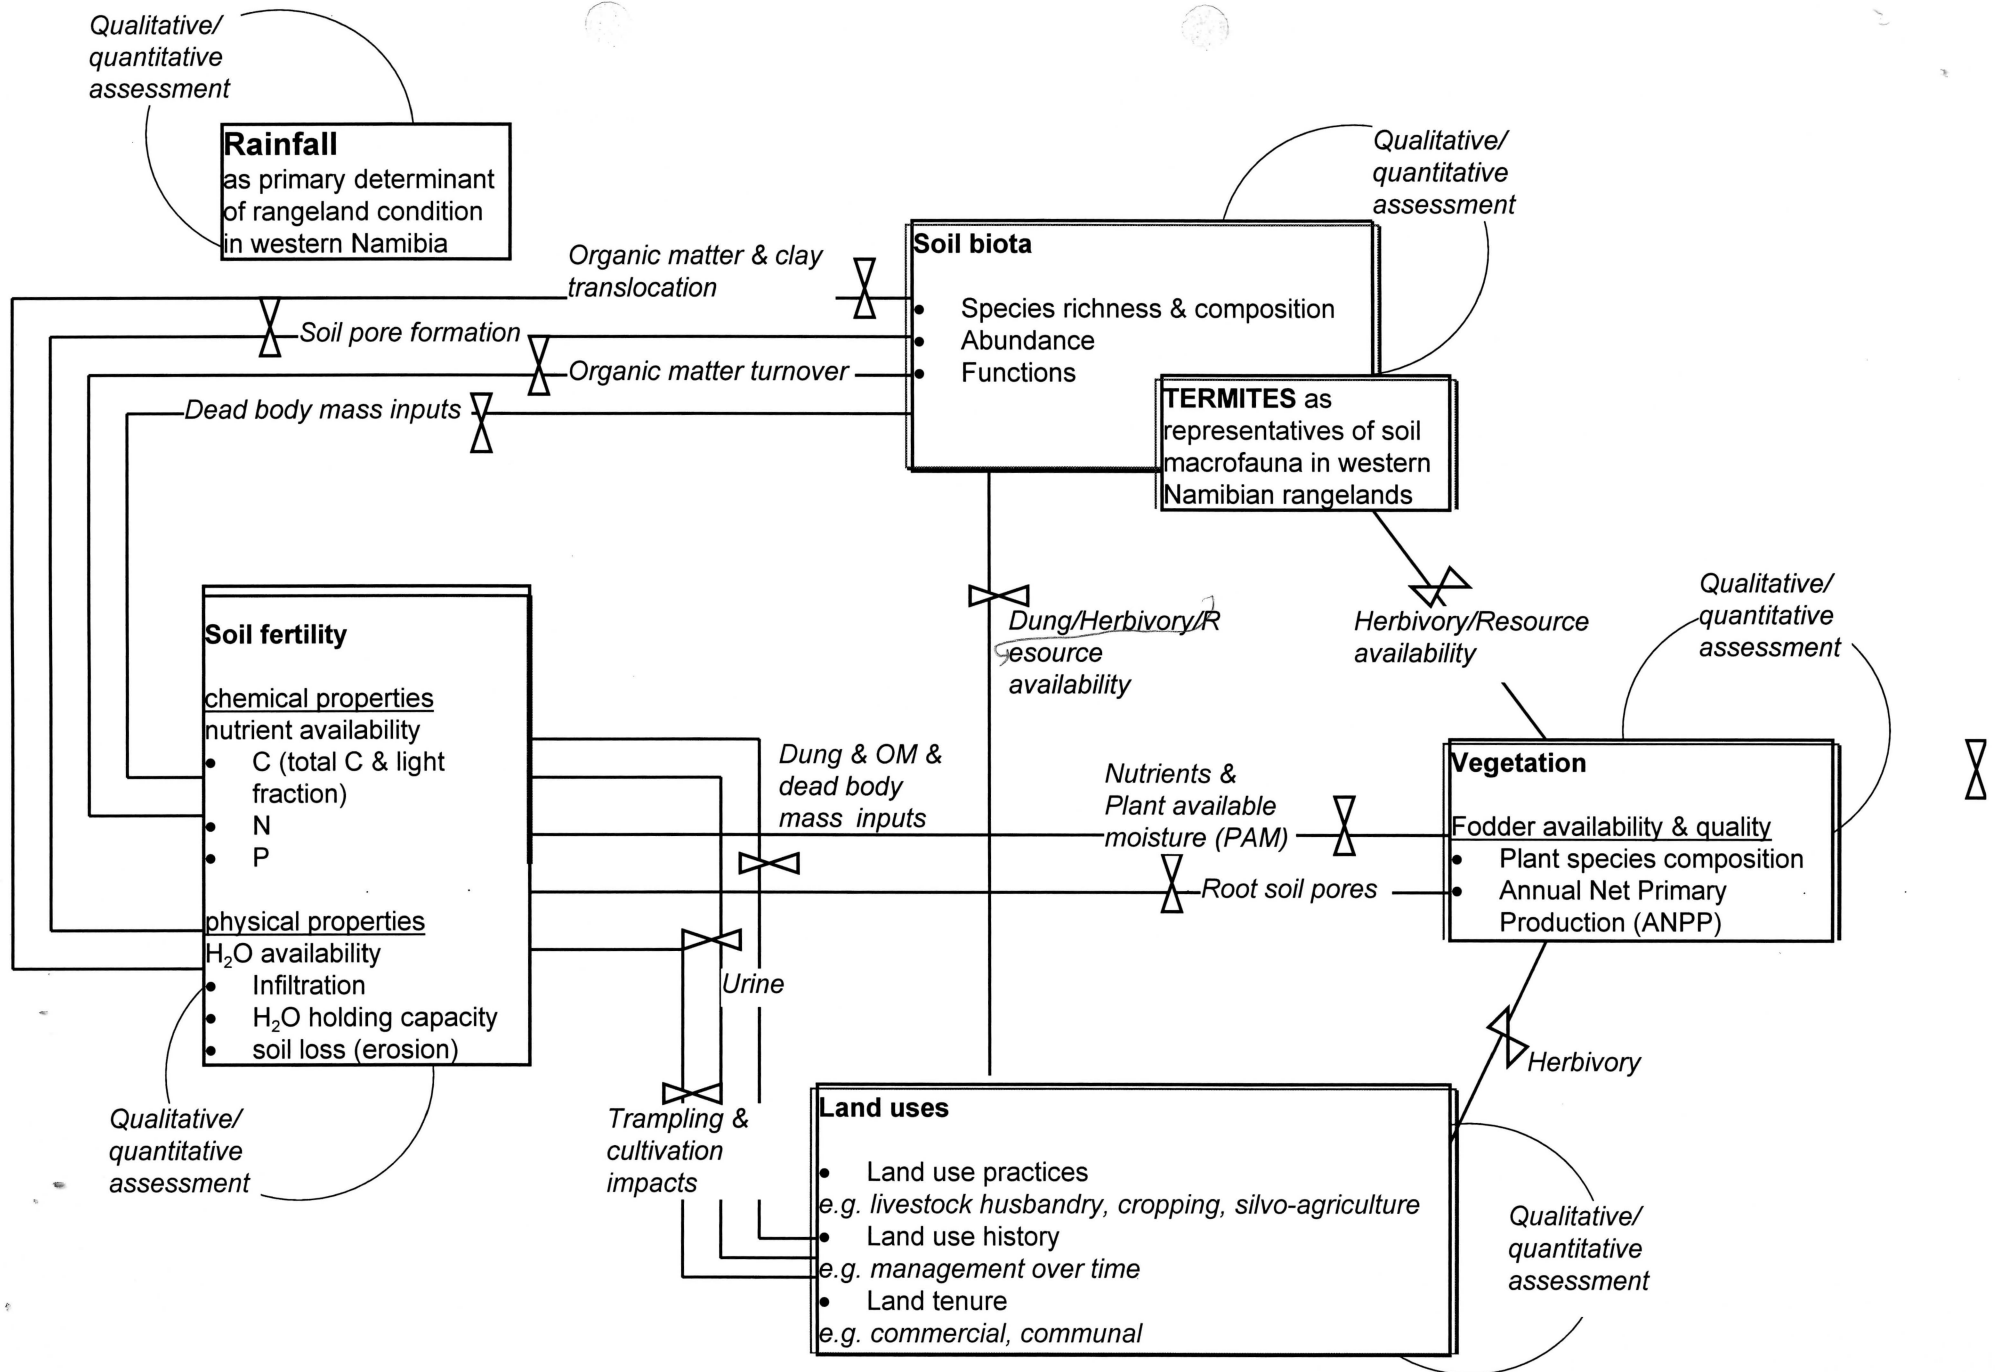 Qualitative/
quantitative
assessment
Rainfall
as primary determinant
of rangeland condition
in western Namibia
Qualitative/
quantitative
assessment
Soil biota
• Species richness & composition
• Abundance
• Functions
Organic matter & clay
translocation
Soil pore formation
Organic matter turnover
Dead body mass inputs
TERMITES as
representatives of soil
macrofauna in western
Namibian rangelands
Soil fertility
chemical properties
nutrient availability
• C (total C & light
fraction)
• N
• P
physical properties
H₂O availability
• Infiltration
• H₂O holding capacity
• soil loss (erosion)
Dung/Herbivory/R
esource
availability
Herbivory/Resource
availability
Qualitative/
quantitative
assessment
Dung & OM &
dead body
mass inputs
Nutrients &
Plant available
moisture (PAM)
Root soil pores
Vegetation
Fodder availability & quality
• Plant species composition
• Annual Net Primary
Production (ANPP)
Urine
Herbivory
Qualitative/
quantitative
assessment
Trampling &
cultivation
impacts
Land uses
• Land use practices
e.g. livestock husbandry, cropping, silvo-agriculture
• Land use history
e.g. management over time
• Land tenure
e.g. commercial, communal
Qualitative/
quantitative
assessment